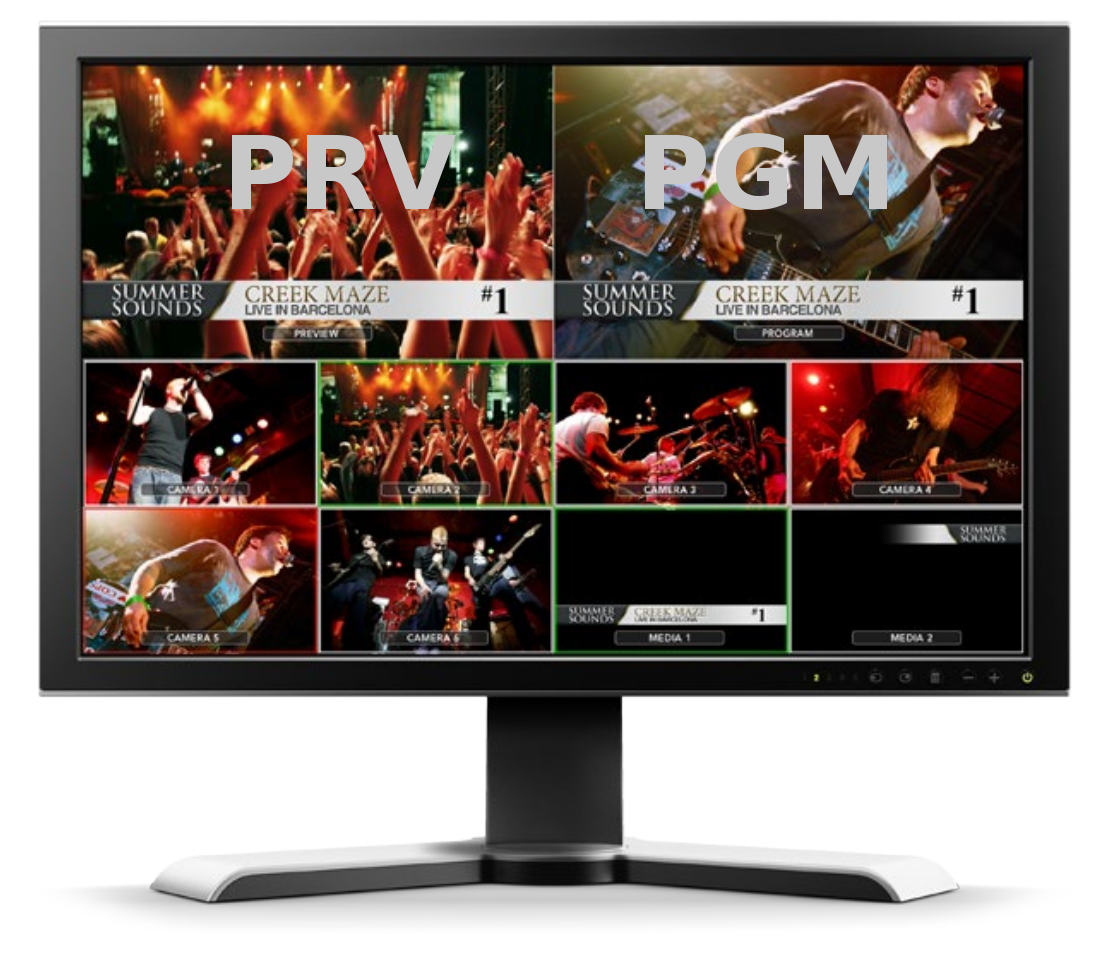 PRV
PGM
SUMMER
SOUNDS
CREEK MAZE
LIVE IN BARCELONA
#1
PREVIEW
SUMMER
SOUNDS
CREEK MAZE
LIVE IN BARCELONA
#1
PROGRAM
CAMERA 1
CAMERA 2
CAMERA 3
CAMERA 4
CAMERA 5
CAMERA 6
SUMMER
SOUNDS
CREEK MAZE
LIVE IN BARCELONA
#1
MEDIA 1
SUMMER
SOUNDS
MEDIA 2
2